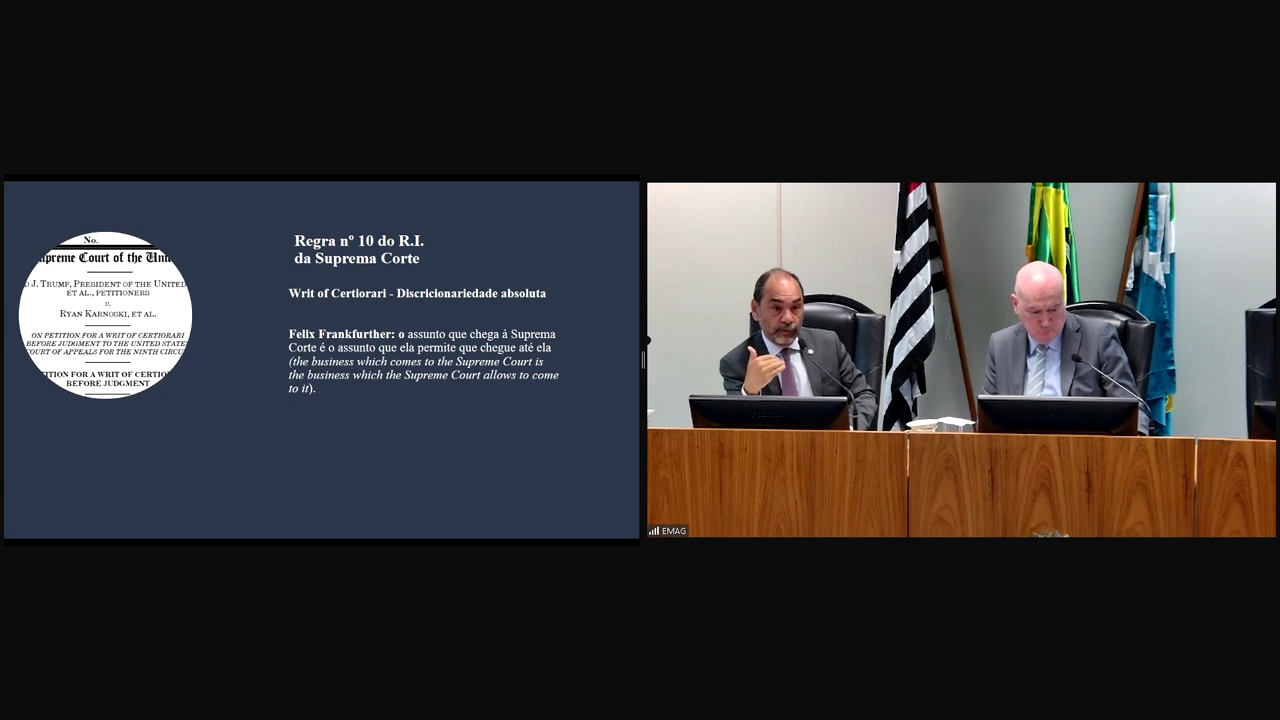 No.
Supreme Court of the Unit
J. TRUMP, PRESIDENT OF THE UNITED
ET AL., PETITIONERS
v.
RYAN KARNOSKI, ET AL.
ON PETITION FOR A WRIT OF CERTIORARI
BEFORE JUDGMENT TO THE UNITED STATES
COURT OF APPEALS FOR THE NINTH CIRCU
TITION FOR A WRIT OF CERTIO
BEFORE JUDGMENT
Regra nº 10 do R.I.
da Suprema Corte
Writ of Certiorari - Discricionariedade absoluta
Felix Frankfurther: o assunto que chega à Suprema
Corte é o assunto que ela permite que chegue até ela
(the business which comes to the Supreme Court is
the business which the Supreme Court allows to come
to it).
EMAG